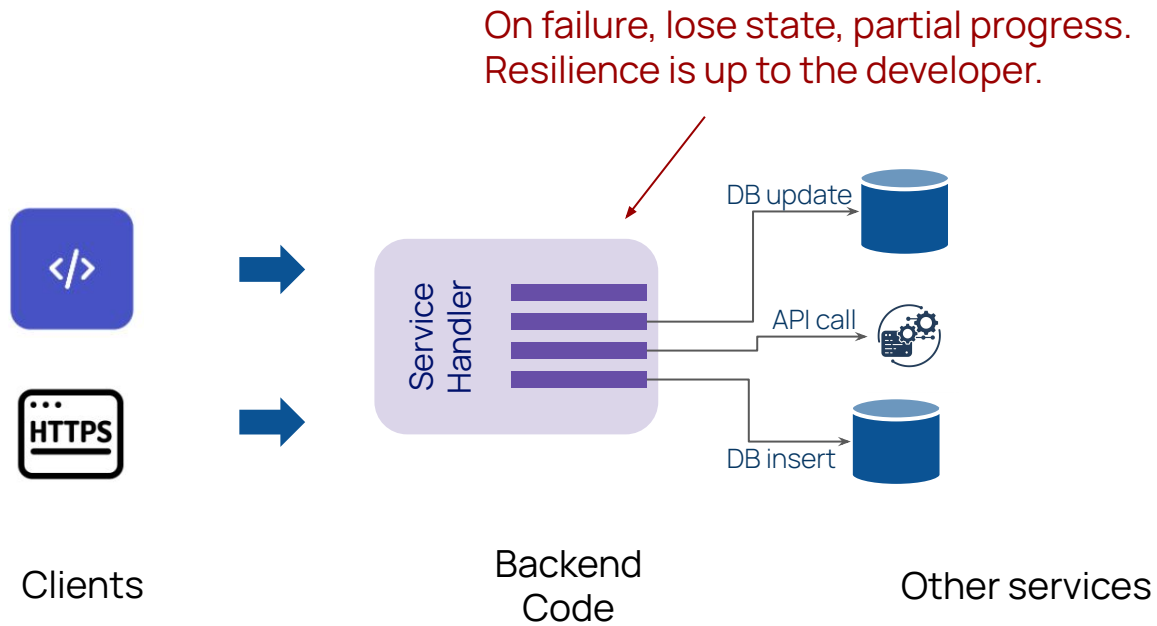 On failure, lose state, partial progress.
Resilience is up to the developer.
DB update
</>
Service
Handler
API call
HTTPS
DB insert
Clients
Backend
Code
Other services